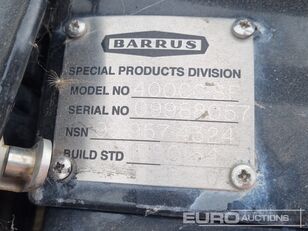 BARRUS
SPECIAL PRODUCTS DIVISION
MODEL NO
SERIAL NO
NSN
BUILD STD
EURO
AUCTIONS